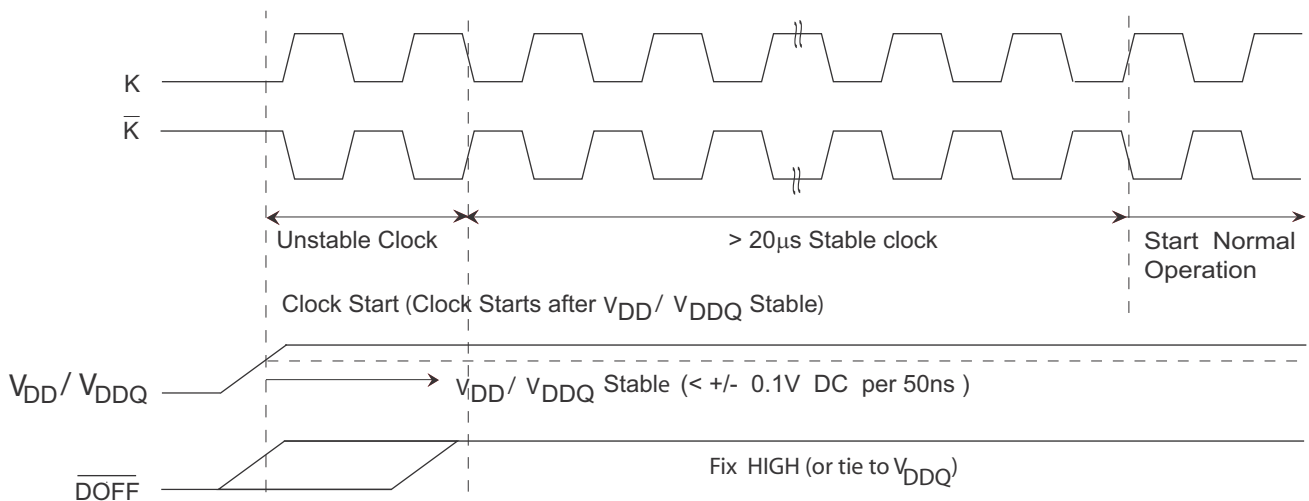 K
K̅
Unstable Clock
> 20μs Stable clock
Start Normal
Operation
Clock Start (Clock Starts after VDD / VDDQ Stable)
VDD / VDDQ
VDD / VDDQ Stable (< +/- 0.1V DC per 50ns )
D̅O̅F̅F̅
Fix HIGH (or tie to VDDQ)